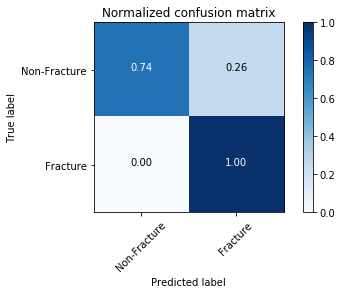 Normalized confusion matrix
True label
Non-Fracture
Fracture
0.74
0.26
0.00
1.00
Non-Fracture
Fracture
Predicted label
1.0
0.8
0.6
0.4
0.2
0.0